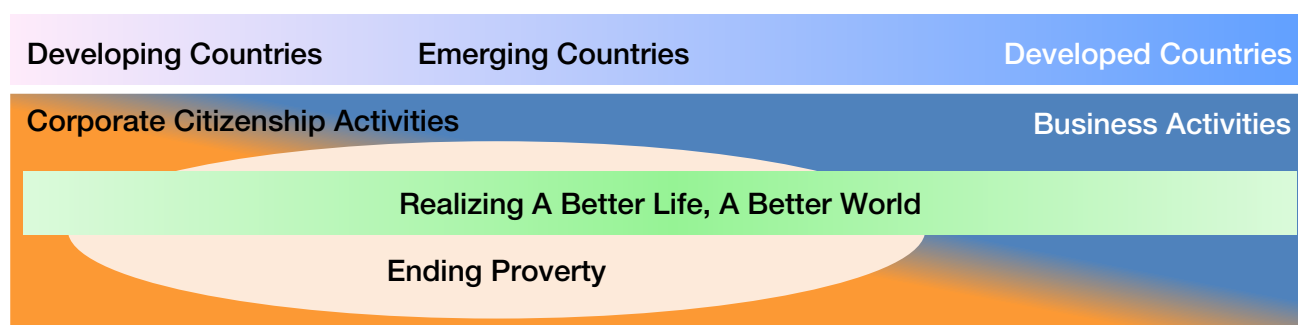 Developing Countries Emerging Countries Developed Countries
Corporate Citizenship Activities Business Activities
Realizing A Better Life, A Better World
Ending Proverty